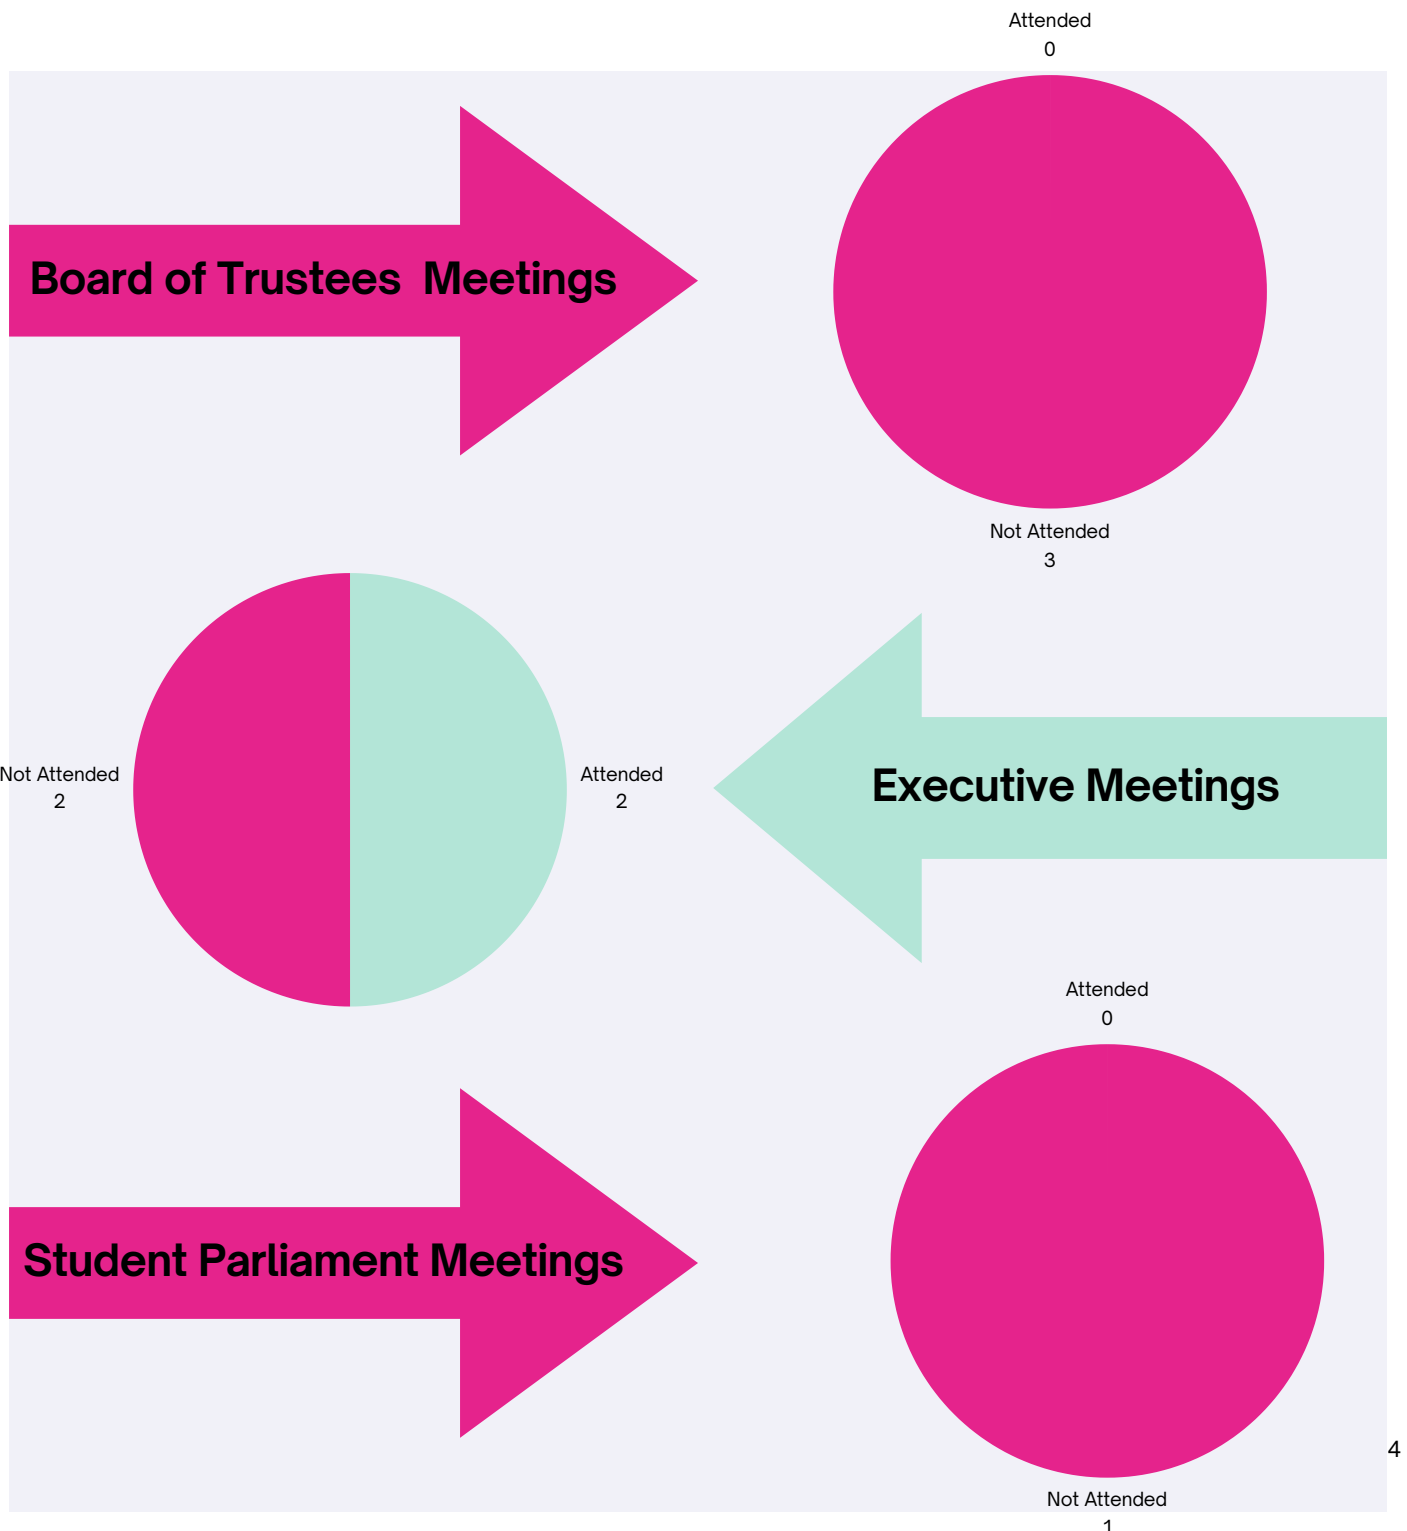 Attended
0
Board of Trustees  Meetings
Not Attended
3
Not Attended
2
Attended
2
Executive Meetings
Attended
0
Student Parliament Meetings
4
Not Attended
1